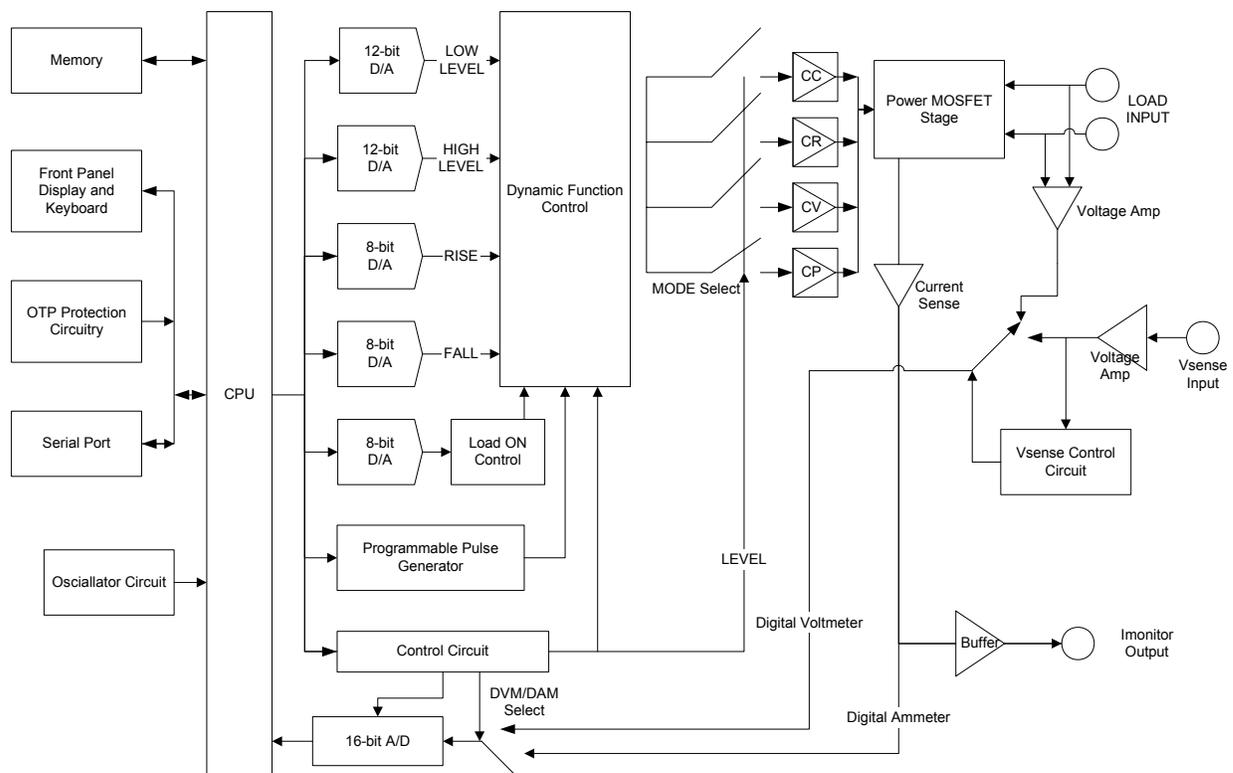 Memory
Front Panel
Display and
Keyboard
OTP Protection
Circuitry
Serial Port
Osciallator Circuit
CPU
12-bit
D/A
LOW
LEVEL
12-bit
D/A
HIGH
LEVEL
8-bit
D/A
RISE
8-bit
D/A
FALL
8-bit
D/A
Load ON
Control
Programmable Pulse
Generator
Control Circuit
16-bit A/D
DVM/DAM
Select
Dynamic Function
Control
MODE Select
LEVEL
CC
CR
CV
CP
Power MOSFET
Stage
LOAD
INPUT
Voltage Amp
Current
Sense
Voltage
Amp
Vsense
Input
Vsense Control
Circuit
Digital Voltmeter
Buffer
Imonitor
Output
Digital Ammeter